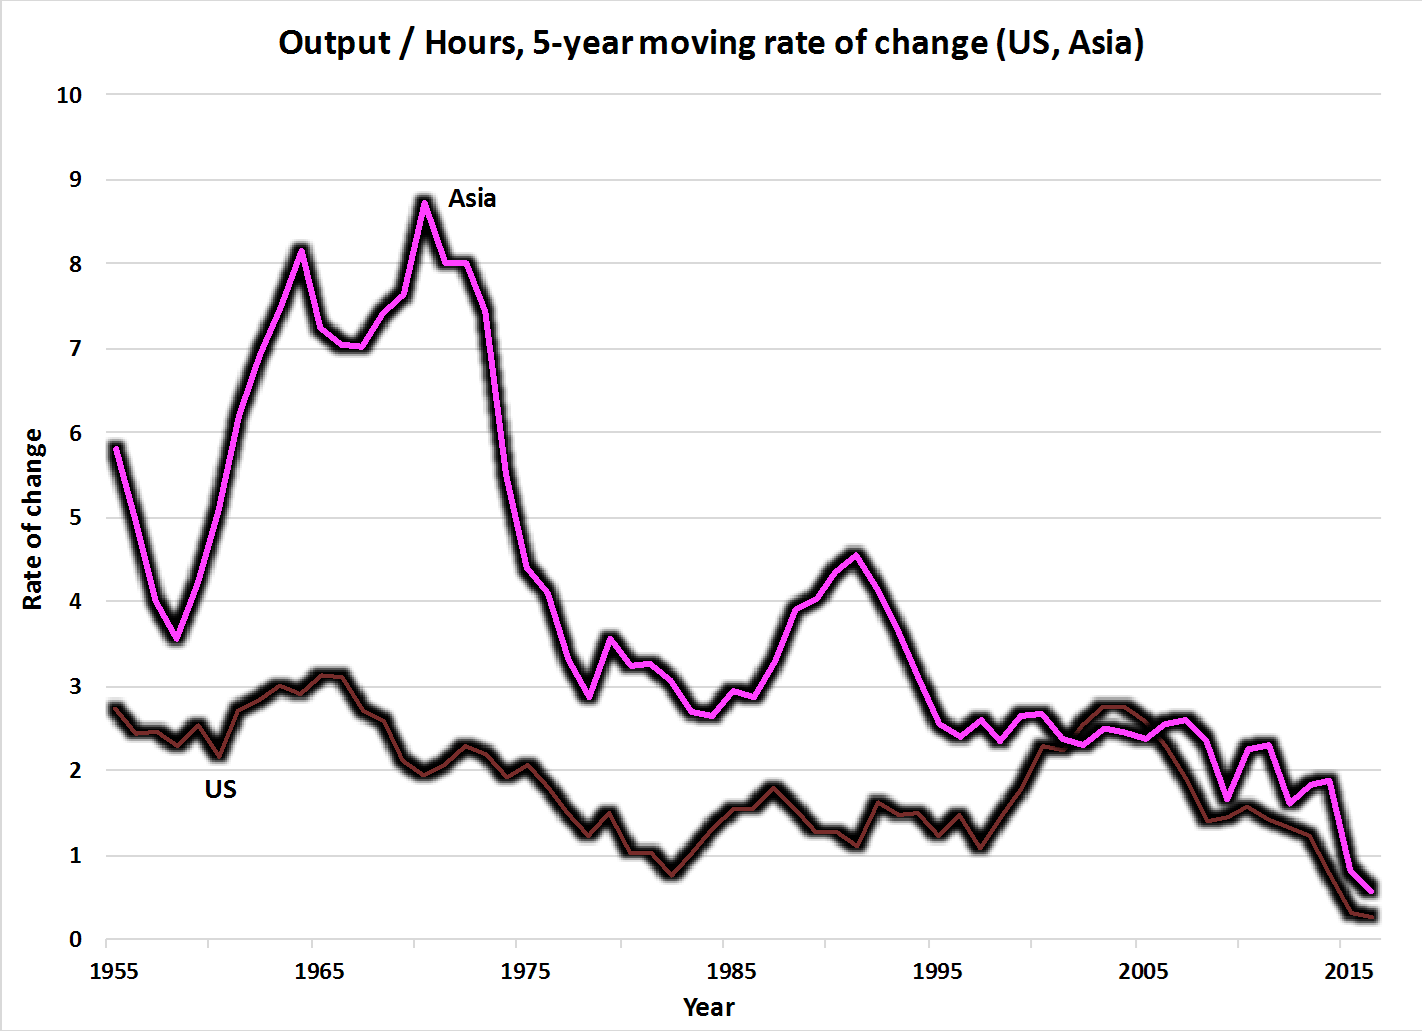 Output / Hours, 5-year moving rate of change (US, Asia)
10
9
8
7
6
5
4
3
2
1
0
Rate of change
Asia
US
1955 1965 1975 1985 1995 2005 2015
Year